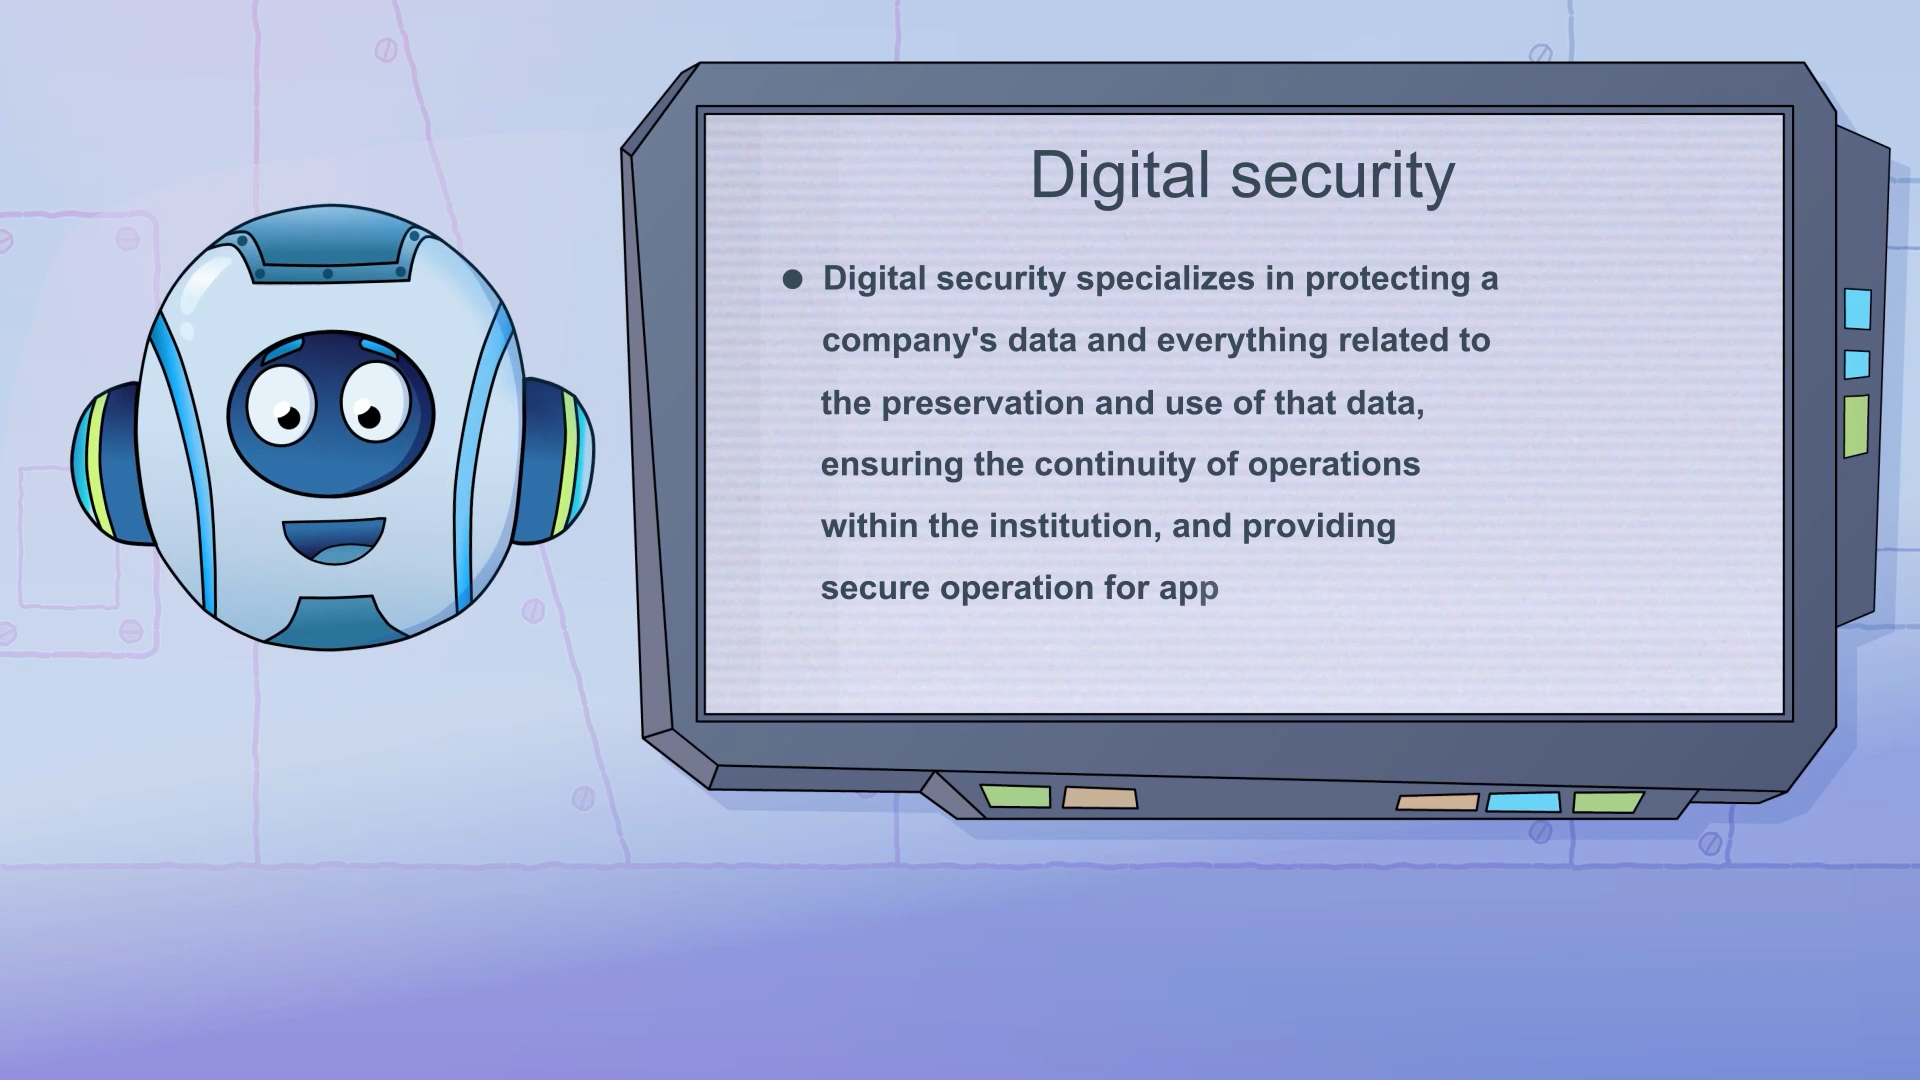 Digital security
● Digital security specializes in protecting a
company's data and everything related to
the preservation and use of that data,
ensuring the continuity of operations
within the institution, and providing
secure operation for app